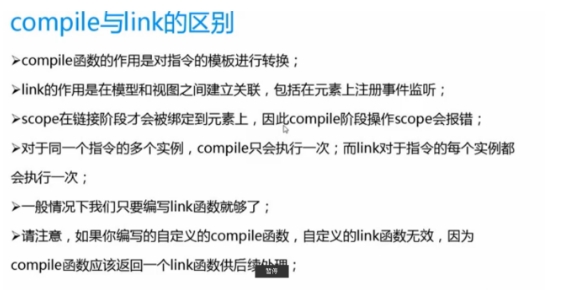 compile与link的区别
➢compile函数的作用是对指令的模板进行转换；
➢link的作用是在模型和视图之间建立关联，包括在元素上注册事件监听；
➢scope在链接阶段才会被绑定到元素上，因此compile阶段操作scope会报错；
➢对于同一个指令的多个实例，compile只会执行一次；而link对于指令的每个实例都
会执行一次；
➢一般情况下我们只要编写link函数就够了；
➢请注意，如果你编写的自定义的compile函数，自定义的link函数无效，因为
compile函数应该返回一个link函数供后续处理；
暂停